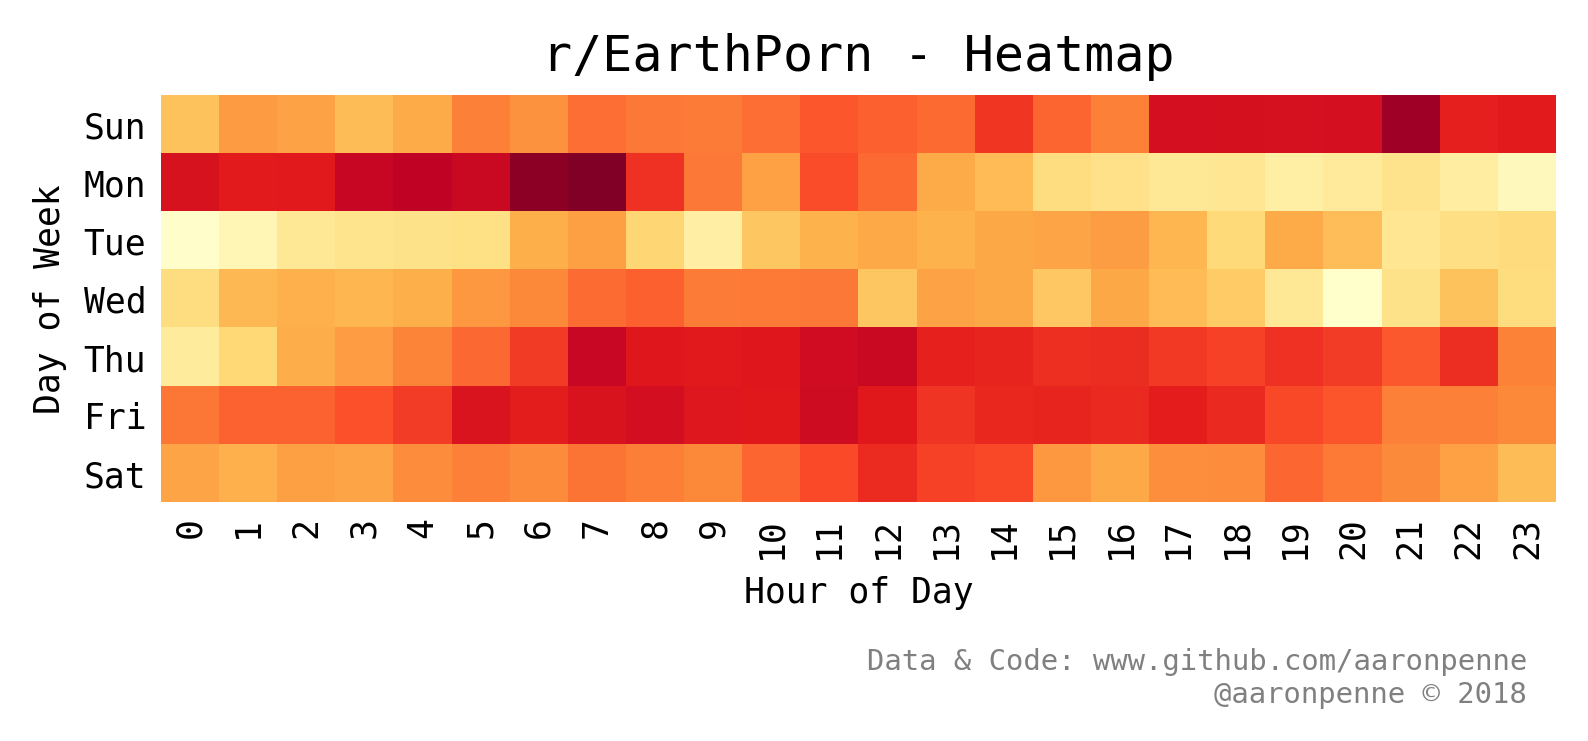 r/EarthPorn - Heatmap
Day of Week
Sun
Mon
Tue
Wed
Thu
Fri
Sat
0 1 2 3 4 5 6 7 8 9 10 11 12 13 14 15 16 17 18 19 20 21 22 23
Hour of Day
Data & Code: www.github.com/aaronpenne
@aaronpenne © 2018